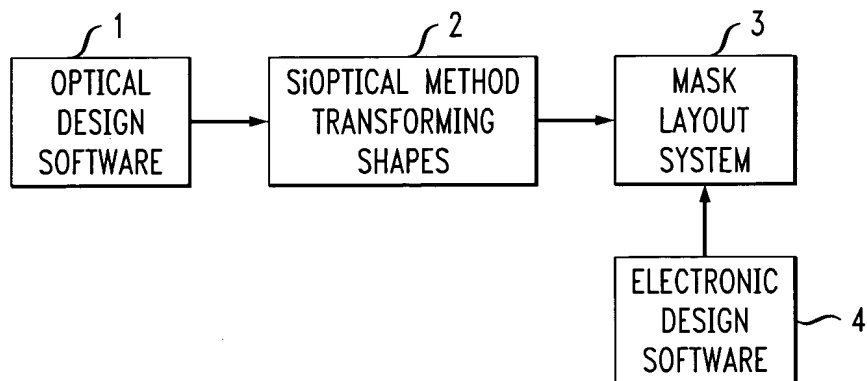 1
OPTICAL
DESIGN
SOFTWARE
2
SiOPTICAL METHOD
TRANSFORMING
SHAPES
3
MASK
LAYOUT
SYSTEM
ELECTRONIC
DESIGN
SOFTWARE
4